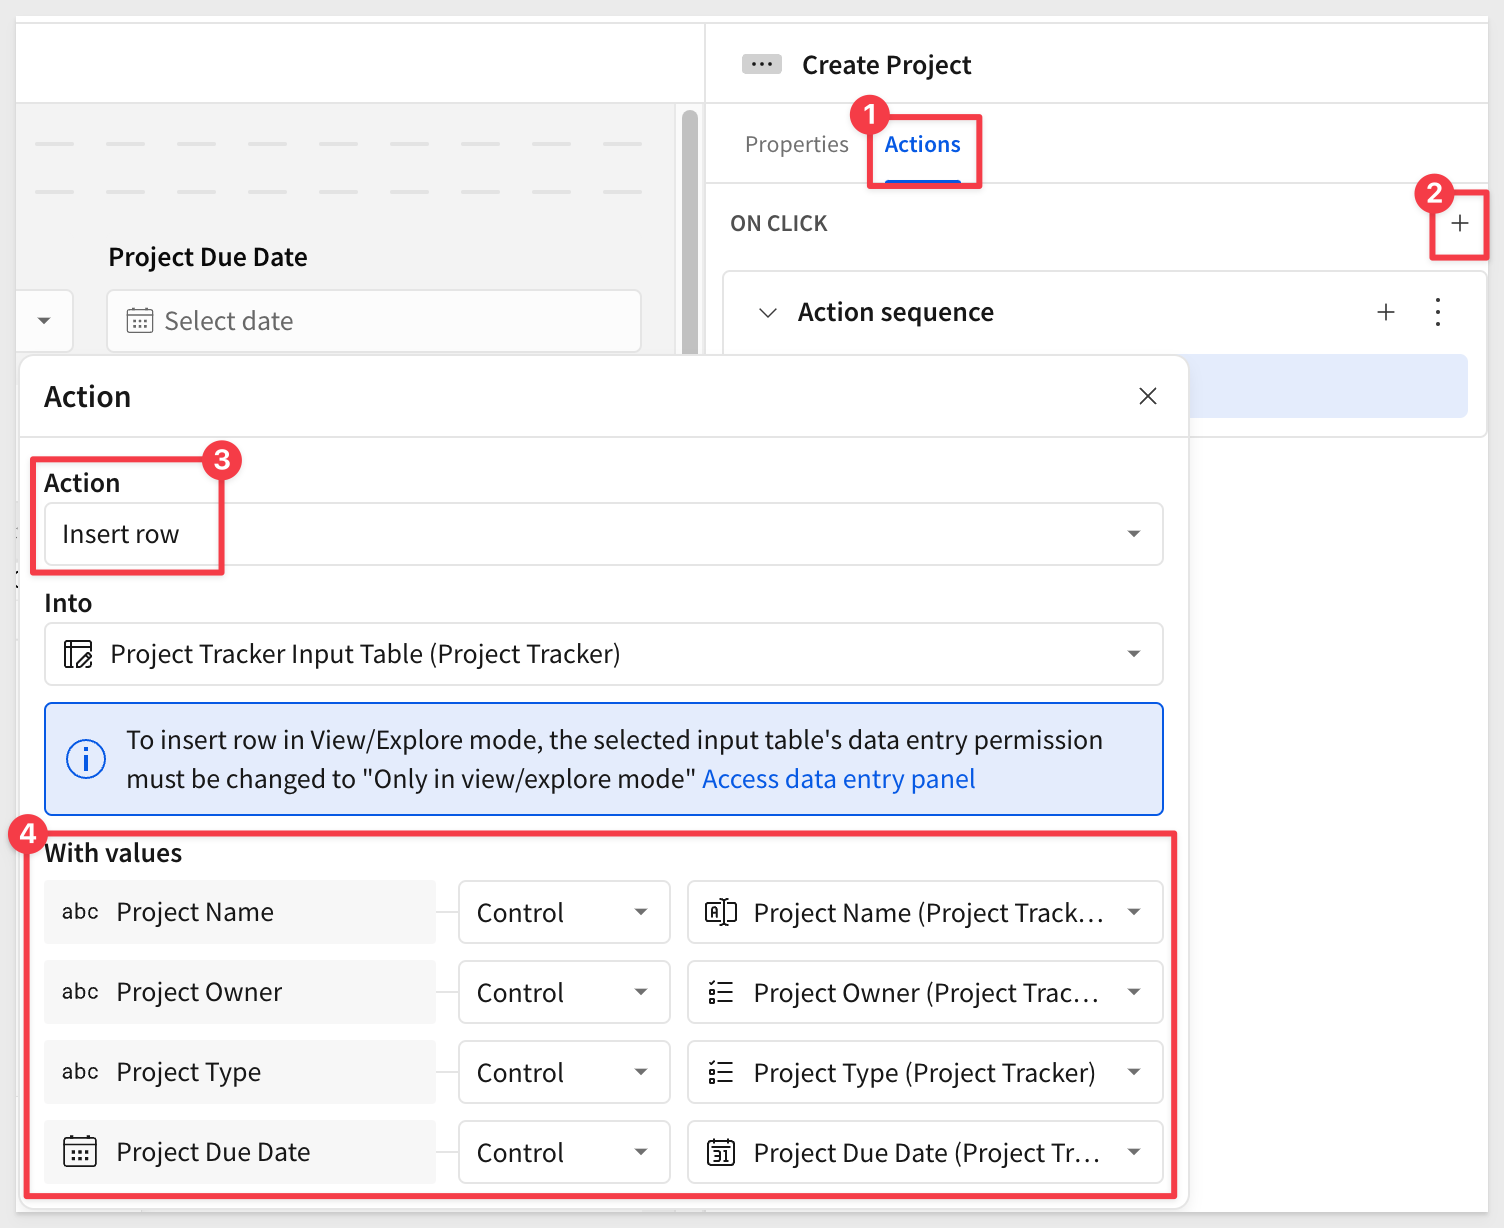 Create Project
1
Properties
Actions
2
ON CLICK
Project Due Date
Select date
Action sequence
Action
3
Action
Insert row
Into
Project Tracker Input Table (Project Tracker)
To insert row in View/Explore mode, the selected input table's data entry permission
must be changed to "Only in view/explore mode" Access data entry panel
4
With values
abc Project Name Control Project Name (Project Track...
abc Project Owner Control Project Owner (Project Trac...
abc Project Type Control Project Type (Project Tracker)
Project Due Date Control 31 Project Due Date (Project Tr...